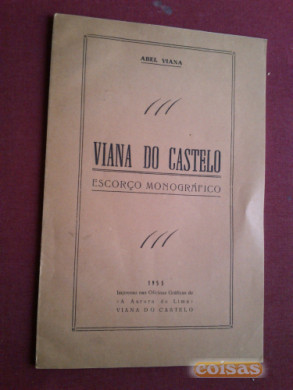 ABEL VIANA
VIANA DO CASTELO
ESCORÇO MONOGRÁFICO
1953
Impresso nas Oficinas Gráficas de
«A Aurora do Lima»
VIANA DO CASTELO
coisas